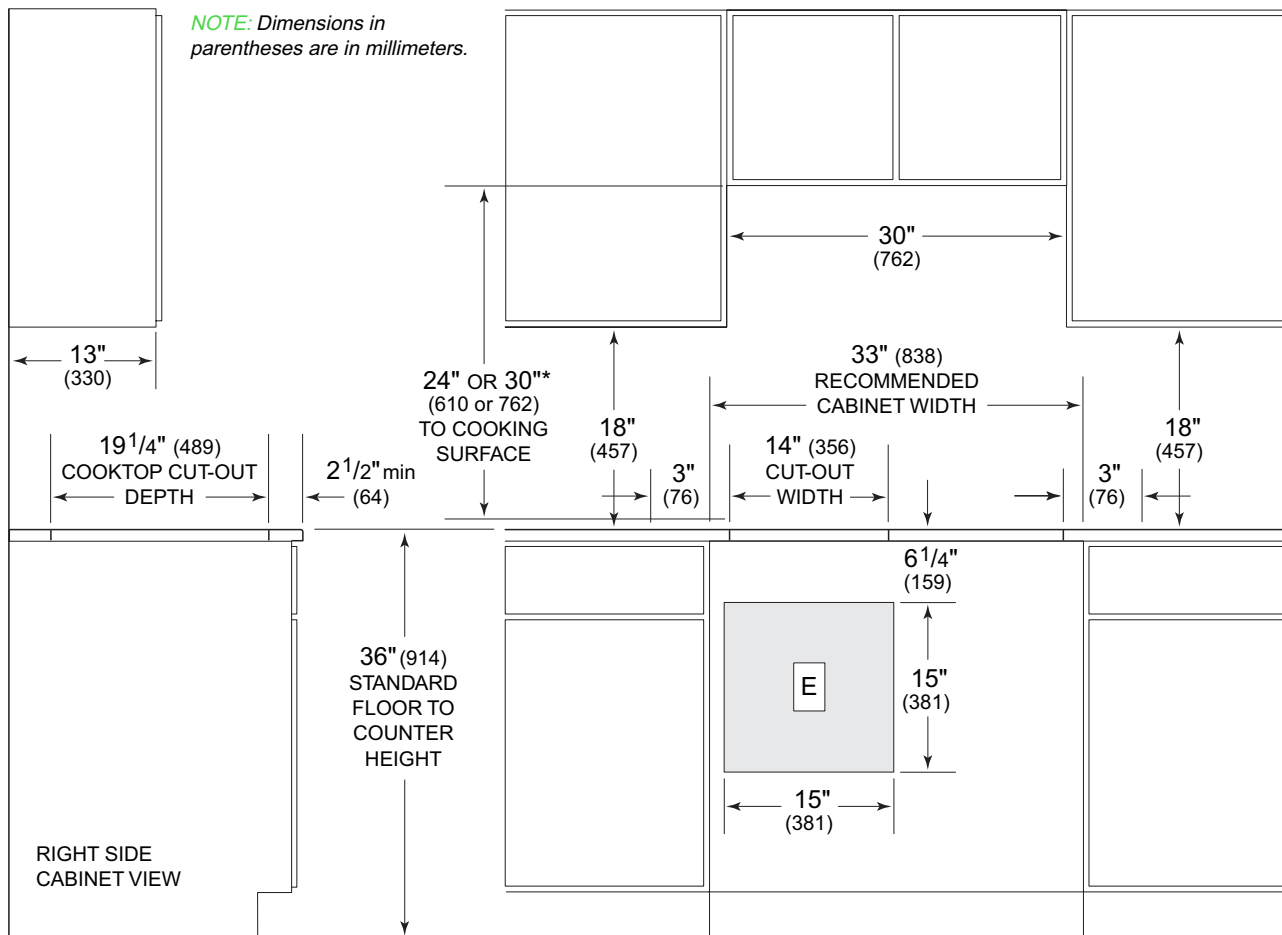 NOTE: Dimensions in
parentheses are in millimeters.
30"
(762)
13"
(330)
24" OR 30"*
(610 or 762)
TO COOKING
SURFACE
18"
(457)
33" (838)
RECOMMENDED
CABINET WIDTH
18"
(457)
19 1/4" (489)
COOKTOP CUT-OUT
DEPTH
2 1/2" min
(64)
3"
(76)
14" (356)
CUT-OUT
WIDTH
3"
(76)
6 1/4"
(159)
36" (914)
STANDARD
FLOOR TO
COUNTER
HEIGHT
E
15"
(381)
15"
(381)
RIGHT SIDE
CABINET VIEW